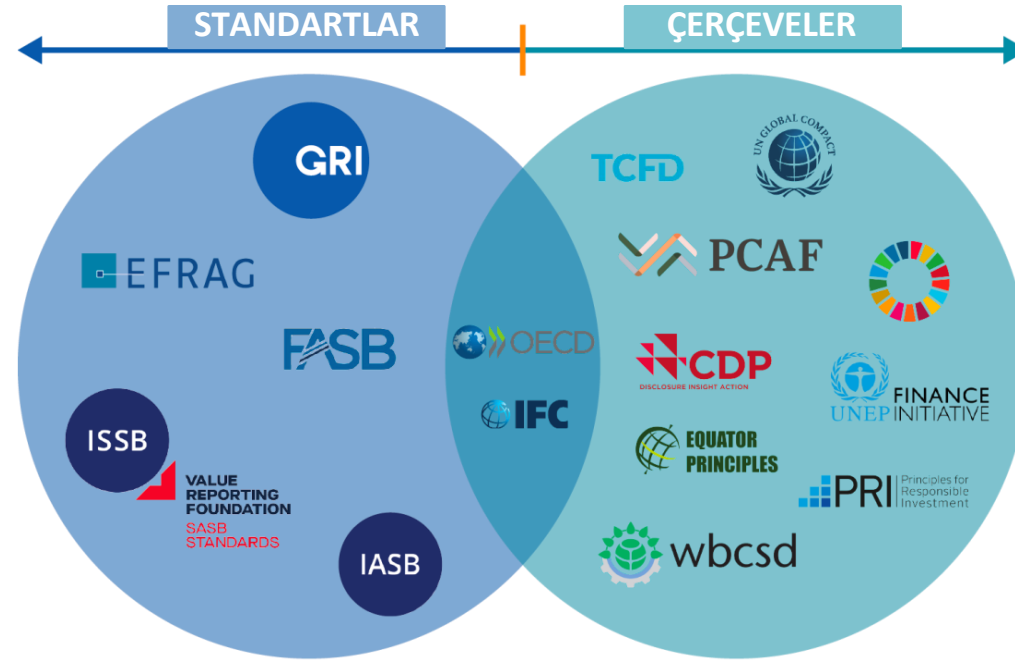 STANDARTLAR
ÇERÇEVELER
GRI
EFRAG
FASB
ISSB
VALUE
REPORTING
FOUNDATION
SASB
STANDARDS
IASB
OECD
IFC
TCFD
UN GLOBAL COMPACT
PCAF
CDP
DISCLOSURE INSIGHT ACTION
UNEP
FINANCE
INITIATIVE
EQUATOR
PRINCIPLES
PRI
Principles for
Responsible
Investment
wbcsd